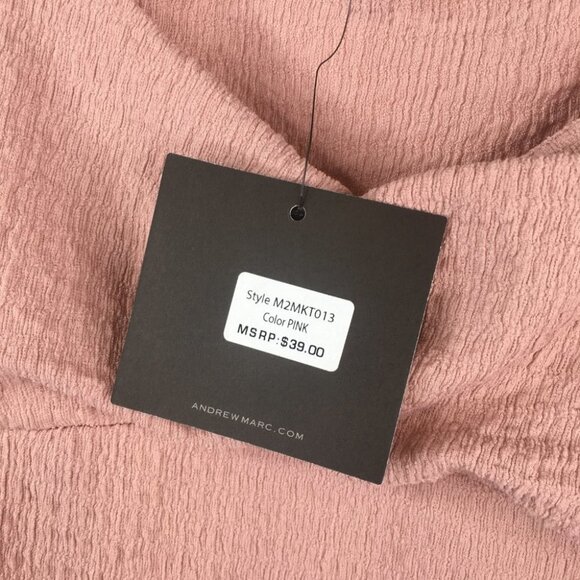 Style M2MKT013
Color PINK
MSRP:$39.00
ANDREWMARC.COM